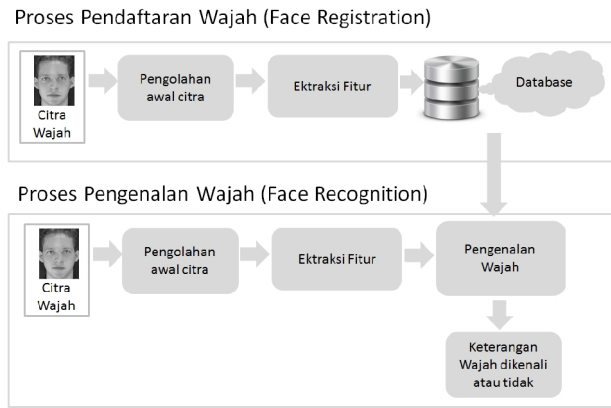 Proses Pendaftaran Wajah (Face Registration)
Citra
Wajah
Pengolahan
awal citra
Ektraksi Fitur
Database
Proses Pengenalan Wajah (Face Recognition)
Citra
Wajah
Pengolahan
awal citra
Ektraksi Fitur
Pengenalan
Wajah
Keterangan
Wajah dikenali
atau tidak